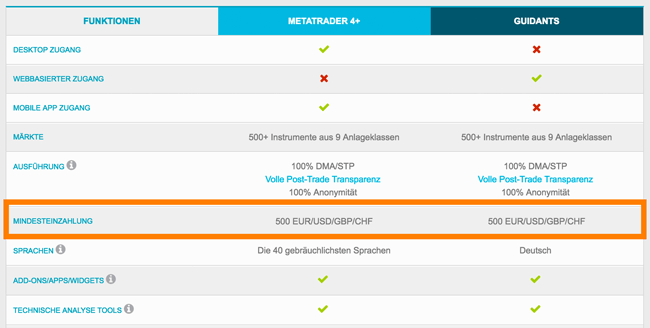 FUNKTIONEN METATRADER 4+ GUIDANTS
DESKTOP ZUGANG
WEBBASIERTER ZUGANG
MOBILE APP ZUGANG
MÄRKTE 500+ Instrumente aus 9 Anlageklassen 500+ Instrumente aus 9 Anlageklassen
AUSFÜHRUNG 100% DMA/STP 100% DMA/STP
Volle Post-Trade Transparenz Volle Post-Trade Transparenz
100% Anonymität 100% Anonymität
MINDESTEINZAHLUNG 500 EUR/USD/GBP/CHF 500 EUR/USD/GBP/CHF
SPRACHEN Die 40 gebräuchlichsten Sprachen Deutsch
ADD-ONS/APPS/WIDGETS
TECHNISCHE ANALYSE TOOLS